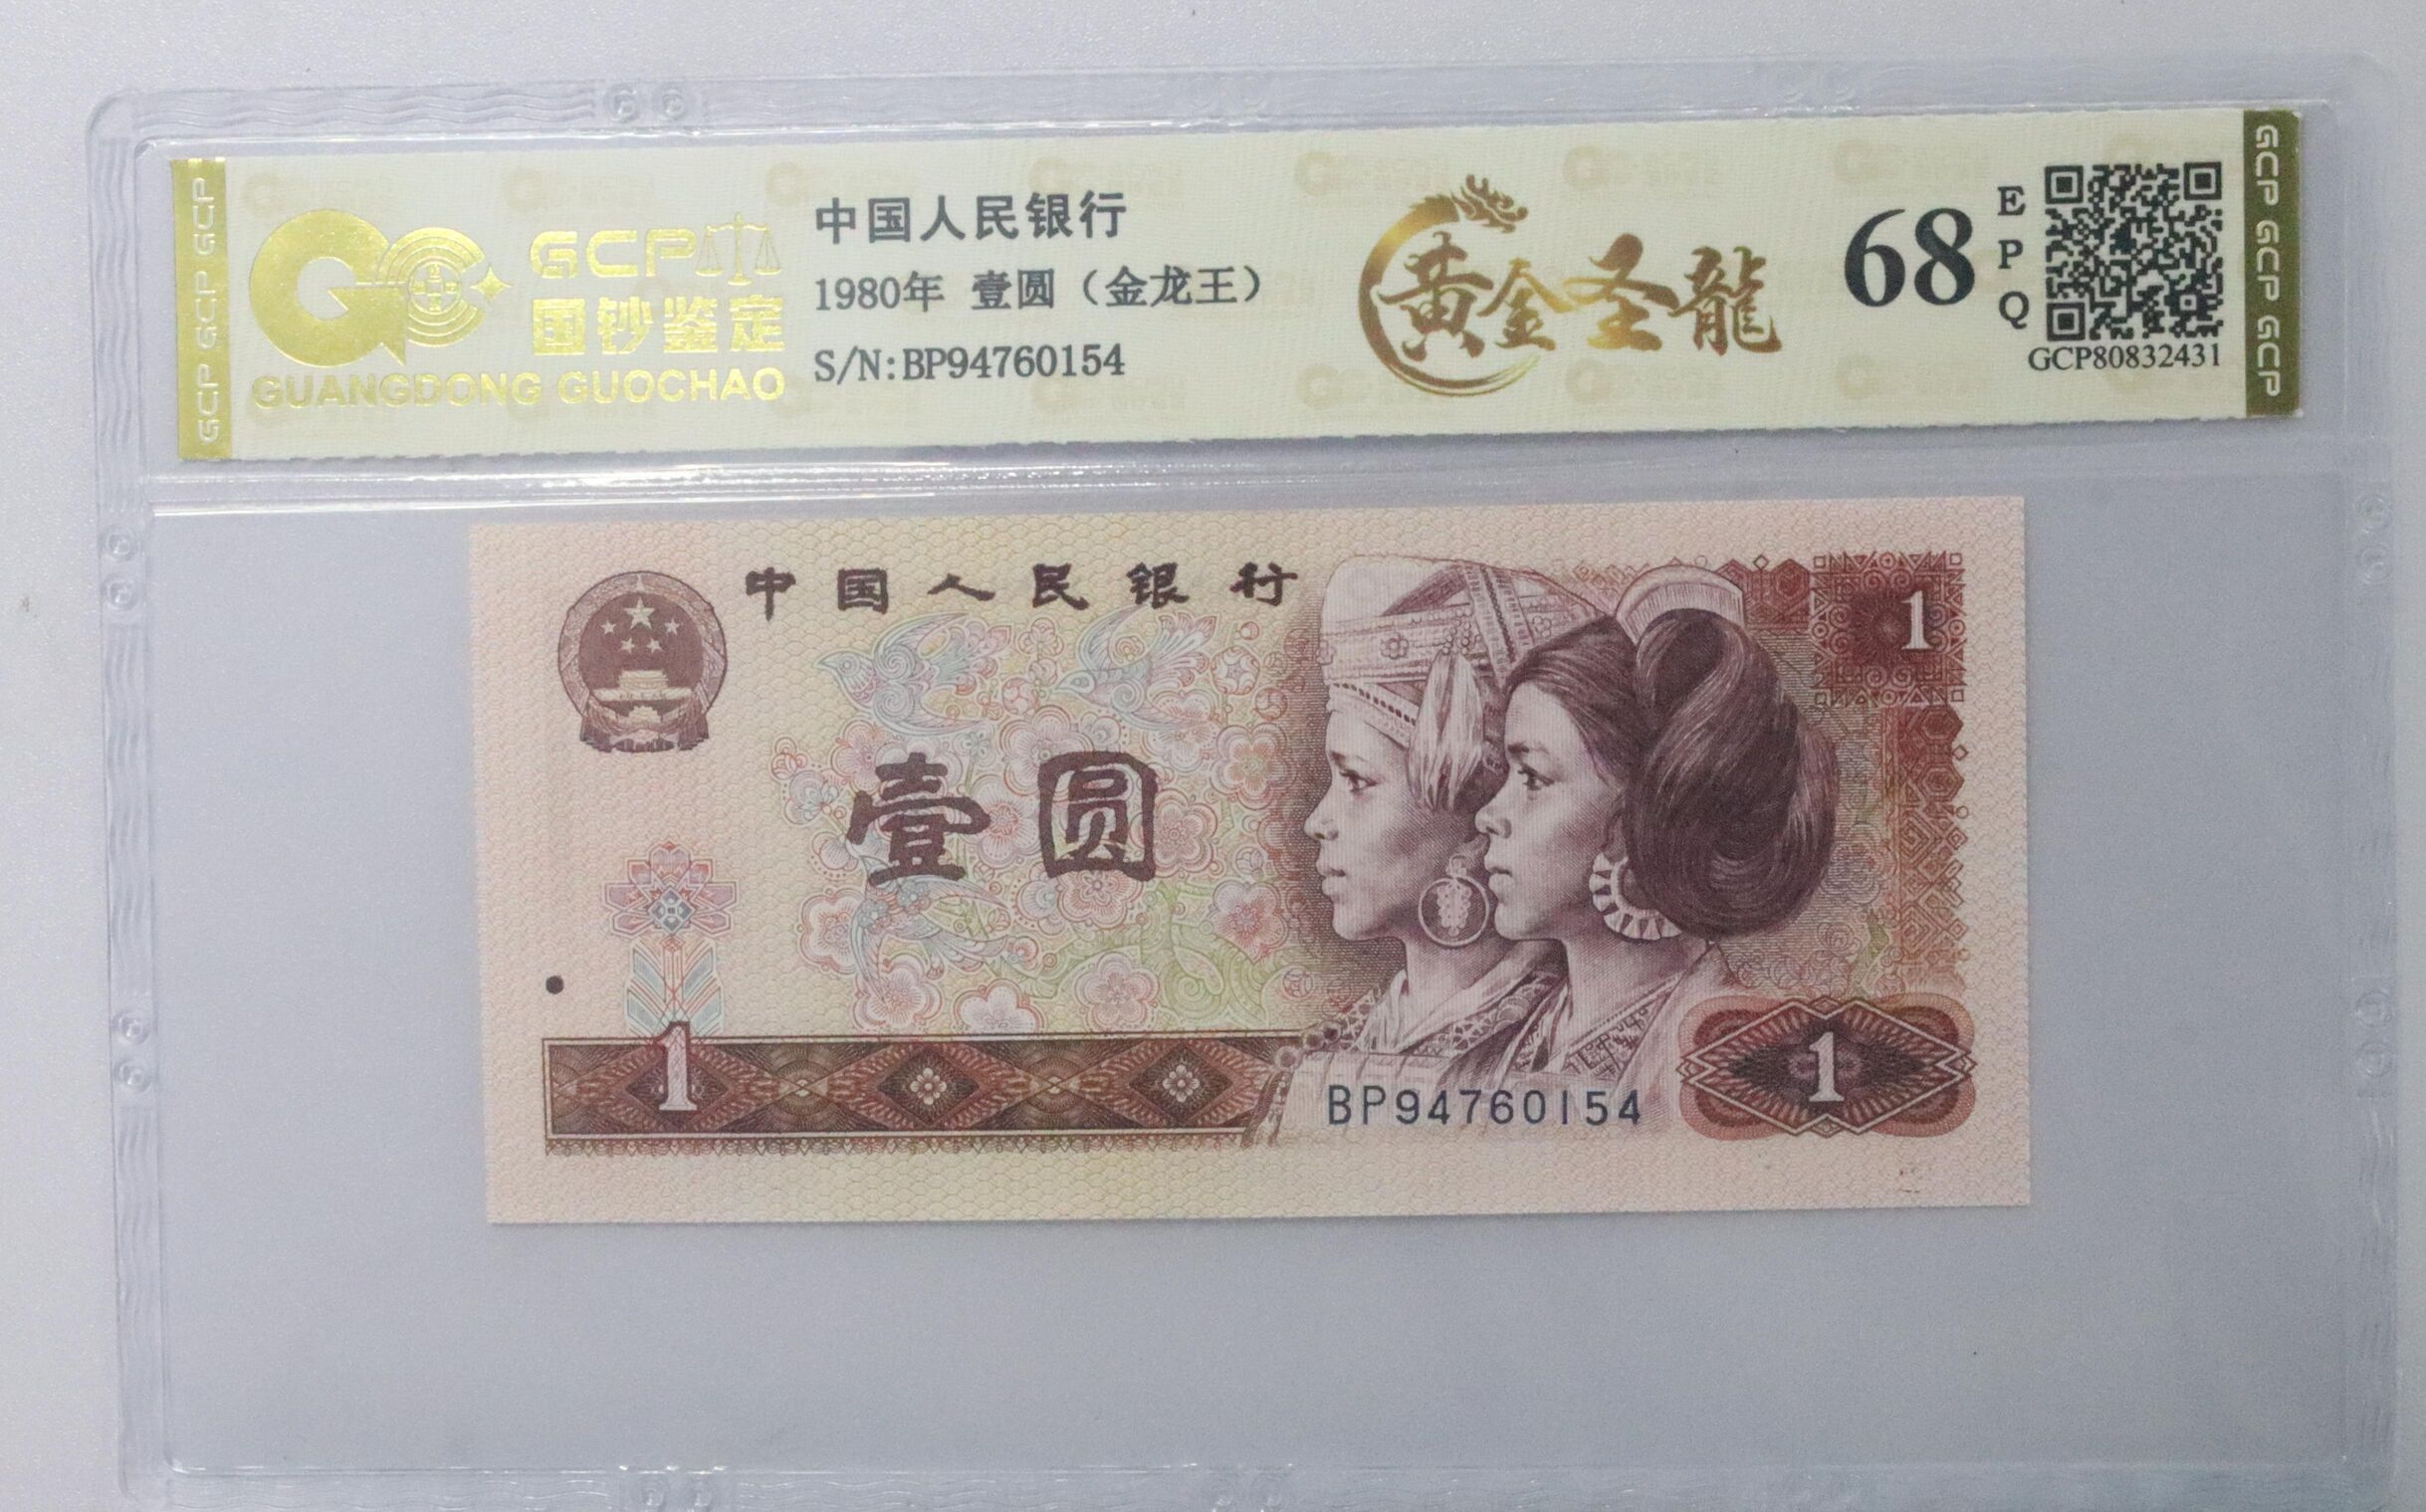 GCP GCP GCP
GCP
国钞鉴定
GUANGDONG GUOCHAO
中国人民银行
1980年 壹圆（金龙王）
S/N:BP94760154
黄金圣龍
68
EPQ
GCP80832431
GCP GCP GCP
中国人民银行
1
壹圆
1
1
BP94760154